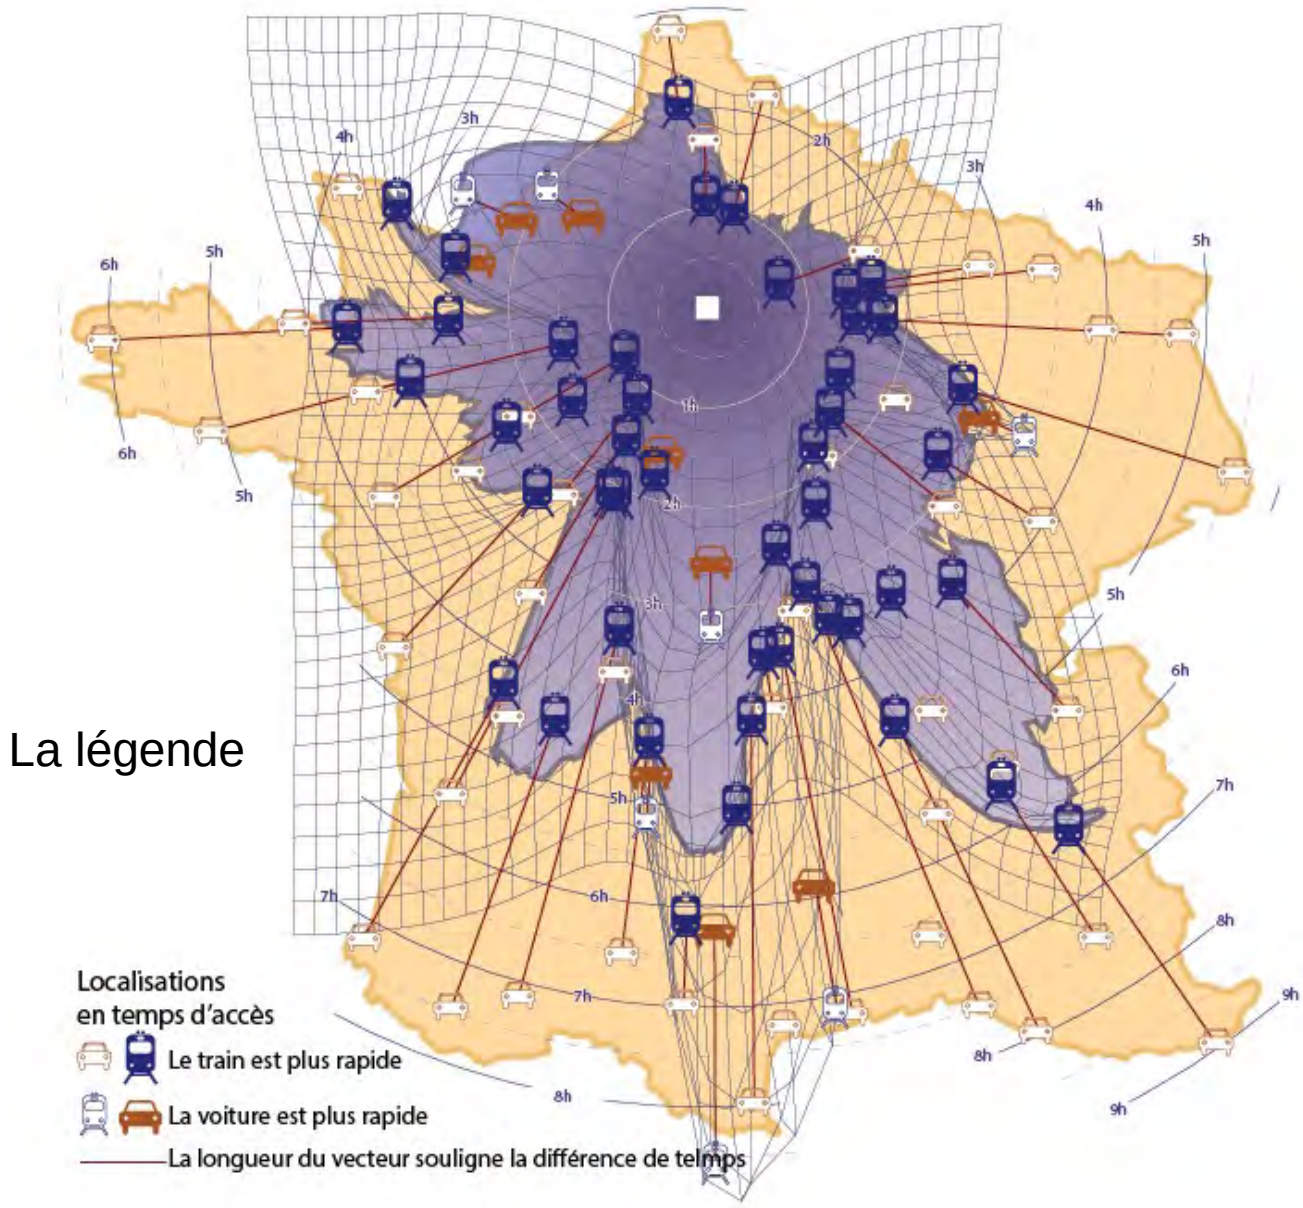 2h
3h
4h
3h
4h
5h
5h
6h
1h
6h
5h
2h
3h
5h
6h
4h
5h
7h
6h
7h
8h
7h
9h
8h
8h
9h
La légende
Localisations
en temps d'accès
Le train est plus rapide
La voiture est plus rapide
La longueur du vecteur souligne la différence de telmps